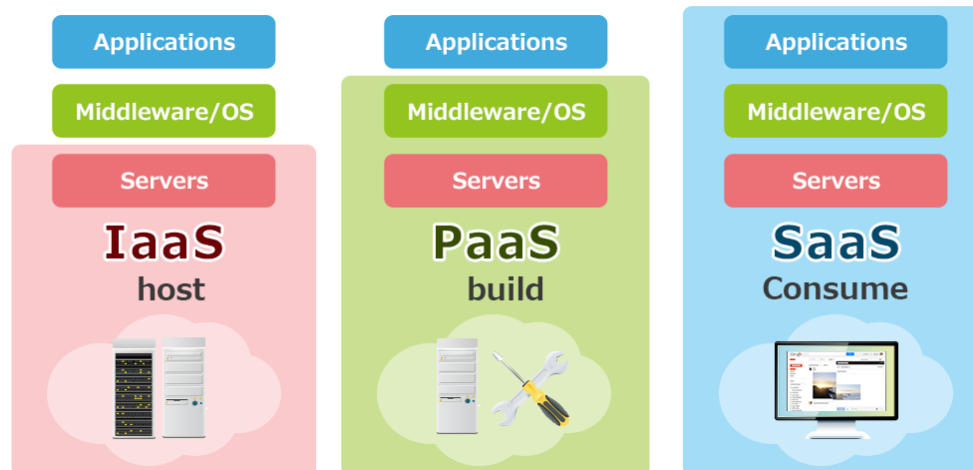 Applications
Middleware/OS
Servers
IaaS
host
Applications
Middleware/OS
Servers
PaaS
build
Applications
Middleware/OS
Servers
SaaS
Consume